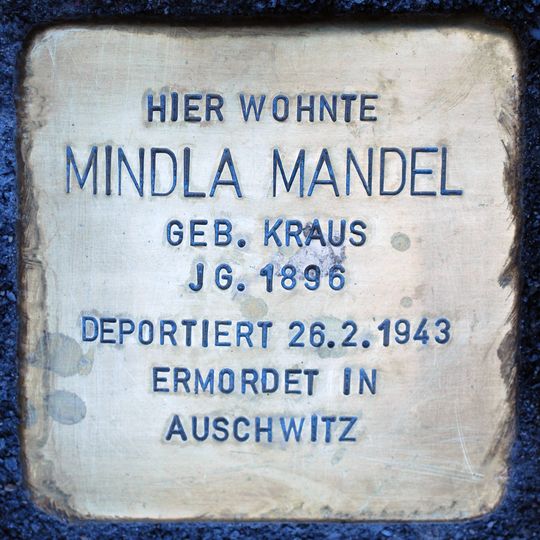 HIER WOHNTE
MINDLA MANDEL
GEB. KRAUS
JG. 1896
DEPORTIERT 26.2.1943
ERMORDET IN
AUSCHWITZ